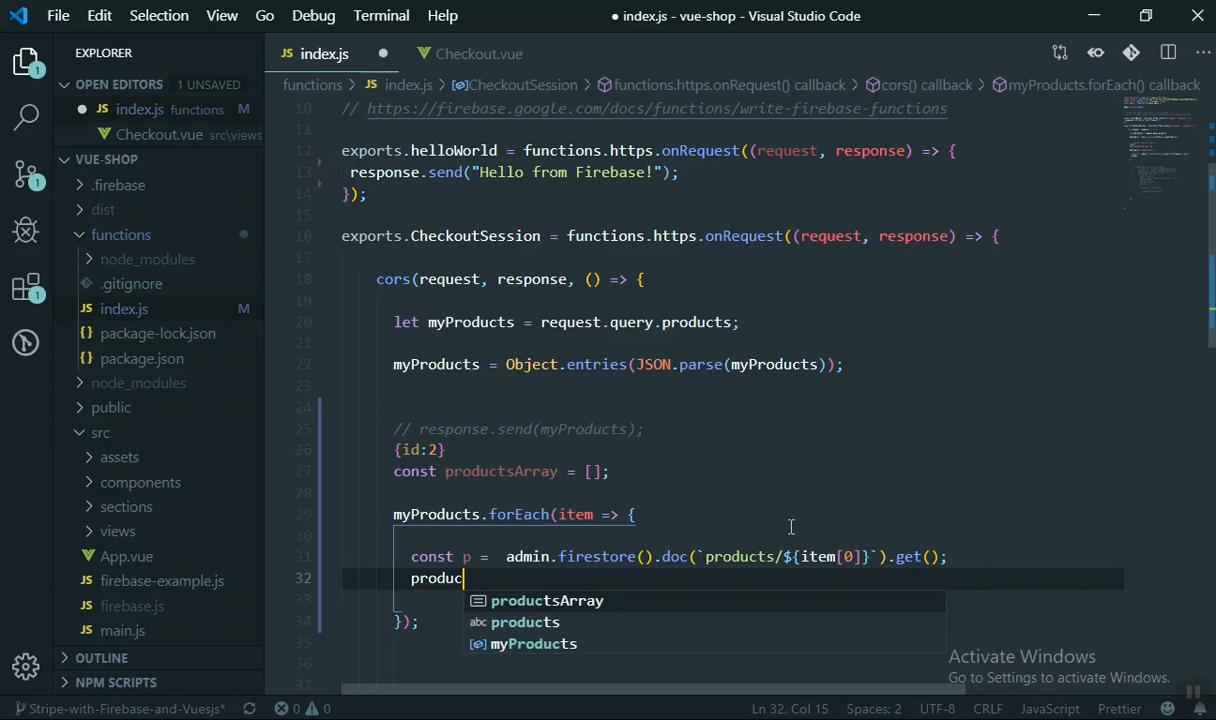 File Edit Selection View Go Debug Terminal Help
● index.js - vue-shop - Visual Studio Code
EXPLORER
OPEN EDITORS 1 UNSAVED
● JS index.js functions M
Checkout.vue src\views
VUE-SHOP
.firebase
dist
functions
node_modules
.gitignore
JS index.js M
{} package-lock.json
{} package.json
node_modules
public
src
assets
components
sections
views
App.vue
JS firebase-example.js
JS firebase.js
JS main.js
OUTLINE
NPM SCRIPTS
1
1
1
JS index.js ●
Checkout.vue
functions > JS index.js > CheckoutSession > functions.https.onRequest() callback > cors() callback > myProducts.forEach() callback
10 // https://firebase.google.com/docs/functions/write-firebase-functions
11
12 exports.helloWorld = functions.https.onRequest((request, response) => {
13 response.send("Hello from Firebase!");
14 });
15
16 exports.CheckoutSession = functions.https.onRequest((request, response) => {
17
18 cors(request, response, () => {
19
20 let myProducts = request.query.products;
21
22 myProducts = Object.entries(JSON.parse(myProducts));
23
24
25 // response.send(myProducts);
26 {id:2}
27 const productsArray = [];
28
29 myProducts.forEach(item => {
30
31 const p =  admin.firestore().doc(`products/${item[0]}`).get();
32 produc
33
34 });
35
36
37
productsArray
abc products
myProducts
Activate Windows
Go to Settings to activate Windows.
Stripe-with-Firebase-and-Vuesjs* 0 0 Ln 32, Col 15 Spaces: 2 UTF-8 CRLF JavaScript Prettier